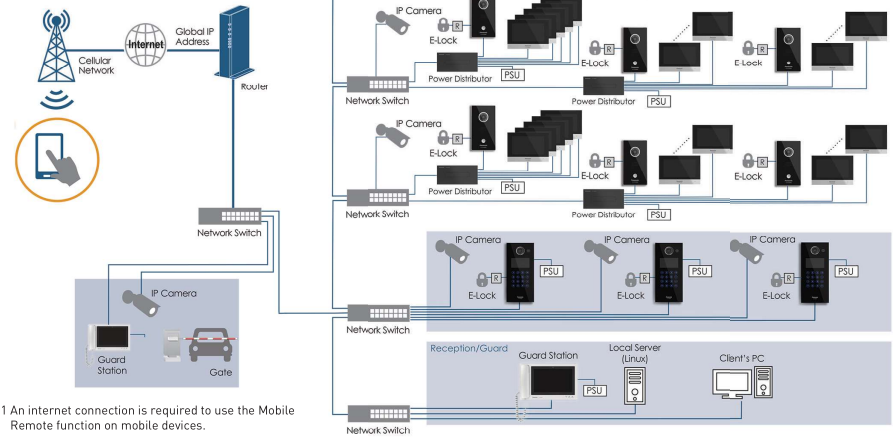 Cellular
Network
Internet
Global IP
Address
Router
Network Switch
IP Camera
Guard
Station
Gate
1 An internet connection is required to use the Mobile
Remote function on mobile devices.
IP Camera
E-Lock
R
Network Switch
Power Distributor
PSU
E-Lock
R
Power Distributor
PSU
E-Lock
R
IP Camera
E-Lock
R
Network Switch
Power Distributor
PSU
E-Lock
R
Power Distributor
PSU
E-Lock
R
Network Switch
IP Camera
E-Lock
R
PSU
IP Camera
E-Lock
R
PSU
IP Camera
E-Lock
R
PSU
Reception/Guard
Network Switch
Guard Station
PSU
Local Server
(Linux)
Client's PC